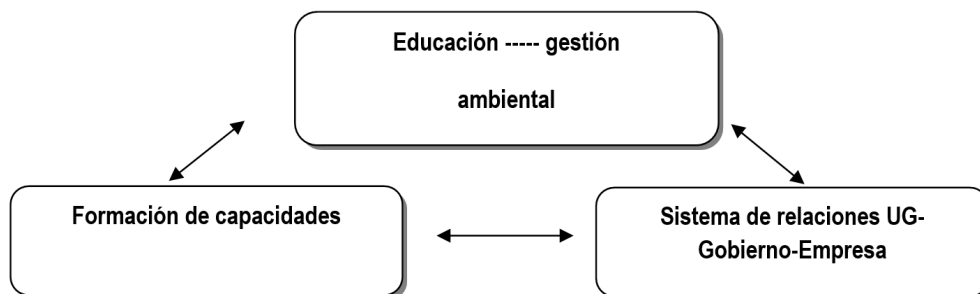 Educación ----- gestión
ambiental
Formación de capacidades
Sistema de relaciones UG-
Gobierno-Empresa